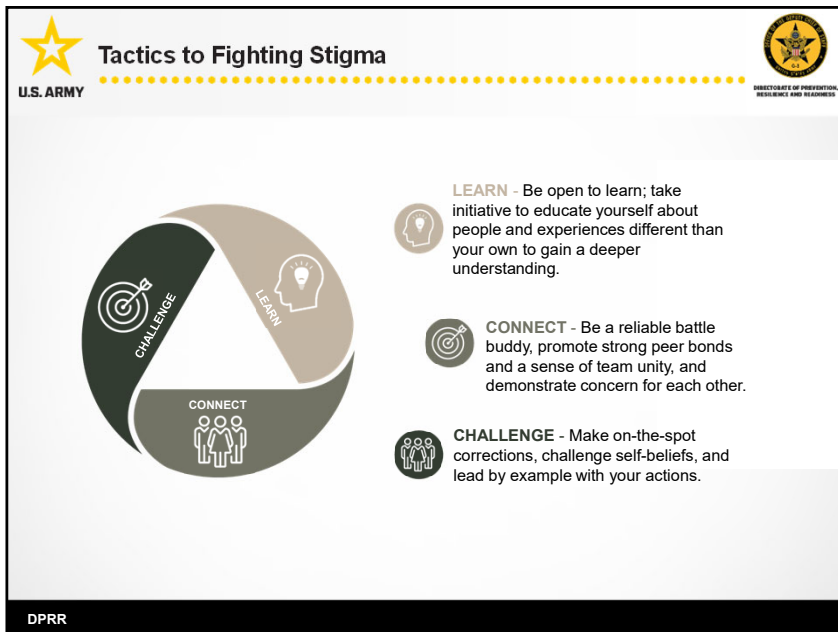 Tactics to Fighting Stigma
U.S. ARMY
DIRECTORATE OF PREVENTION,
RESILIENCE AND READINESS
CHALLENGE
LEARN
CONNECT
LEARN - Be open to learn; take
initiative to educate yourself about
people and experiences different than
your own to gain a deeper
understanding.
CONNECT - Be a reliable battle
buddy, promote strong peer bonds
and a sense of team unity, and
demonstrate concern for each other.
CHALLENGE - Make on-the-spot
corrections, challenge self-beliefs, and
lead by example with your actions.
DPRR